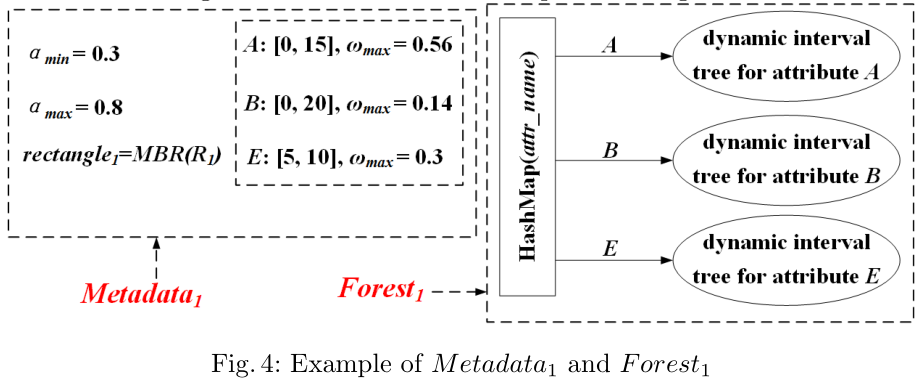 α_min = 0.3
α_max = 0.8
rectangle_1=MBR(R_1)
A: [0, 15], ω_max = 0.56
B: [0, 20], ω_max = 0.14
E: [5, 10], ω_max = 0.3
Metadata_1
HashMap(attr_name)
A
dynamic interval
tree for attribute A
B
dynamic interval
tree for attribute B
E
dynamic interval
tree for attribute E
Forest_1
Fig. 4: Example of Metadata_1 and Forest_1